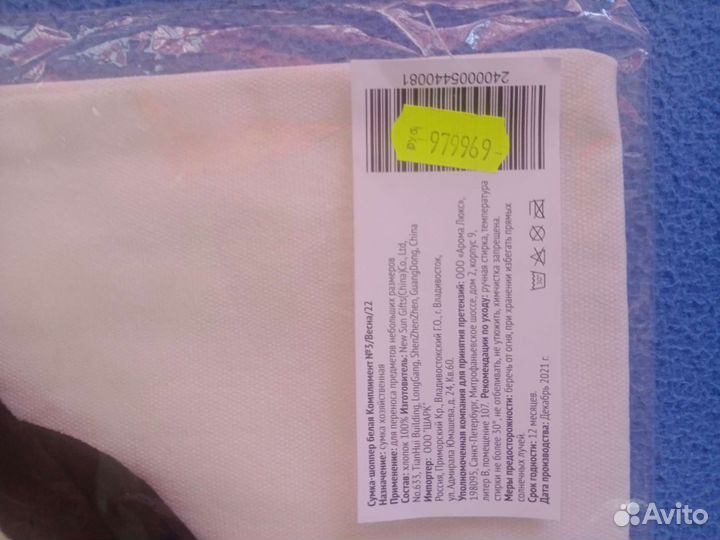 2400005440081
979969
Сумка-шоппер белая Комплимент №3/Весна/22
Назначение: сумка хозяйственная
Применение: для переноса предметов небольших размеров
Состав: хлопок 100% Изготовитель: New Sun Gifts(China)Co., Ltd,
No.633, TianHui Building, LongGang, ShenZhenZhen, GuangDong, China
Импортер: ООО "ШАРК"
Россия, Приморский Кр., Владивостокский Г.О., г. Владивосток,
ул. Адмирала Юмашева, д. 24, Кв.60.
Уполномоченная компания для принятия претензий: ООО «Арома Люкс»,
198095, Санкт-Петербург, Митрофаньевское шоссе, дом 2, корпус 9,
литер В, помещение 107. Рекомендации по уходу: ручная стирка, температура
стирки не более 30°, не отбеливать, не утюжить, химчистка запрещена.
Меры предосторожности: беречь от огня, при хранении избегать прямых
солнечных лучей.
Срок годности: 12 месяцев.
Дата производства: Декабрь 2021 г.
Avito